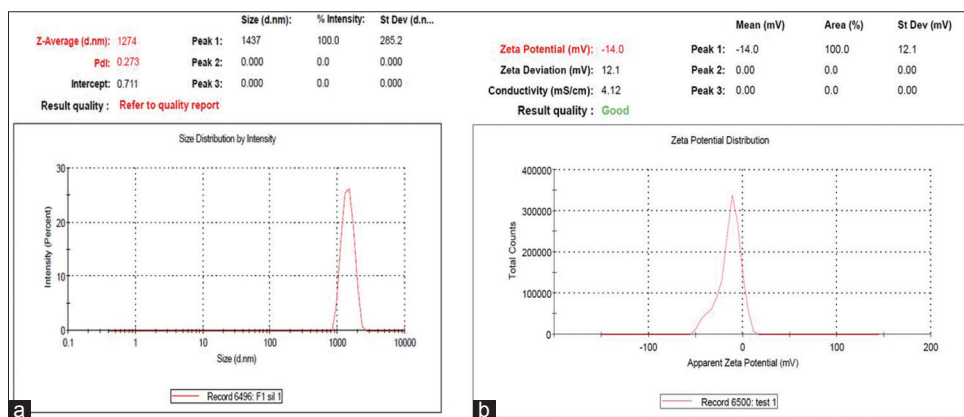 Size (d.nm): % Intensity: St Dev (d.n...
Z-Average (d.nm): 1274 Peak 1: 1437 100.0 285.2
PdI: 0.273 Peak 2: 0.000 0.0 0.000
Intercept: 0.711 Peak 3: 0.000 0.0 0.000
Result quality : Refer to quality report
Size Distribution by Intensity
Intensity (Percent)
30
20
10
0
0.1 1 10 100 1000 10000
Size (d.nm)
Record 6496: F1 sil 1
a
Mean (mV) Area (%) St Dev (mV)
Zeta Potential (mV): -14.0 Peak 1: -14.0 100.0 12.1
Zeta Deviation (mV): 12.1 Peak 2: 0.00 0.0 0.00
Conductivity (mS/cm): 4.12 Peak 3: 0.00 0.0 0.00
Result quality : Good
Zeta Potential Distribution
Total Counts
400000
300000
200000
100000
0
-100 0 100 200
Apparent Zeta Potential (mV)
Record 6500: test 1
b